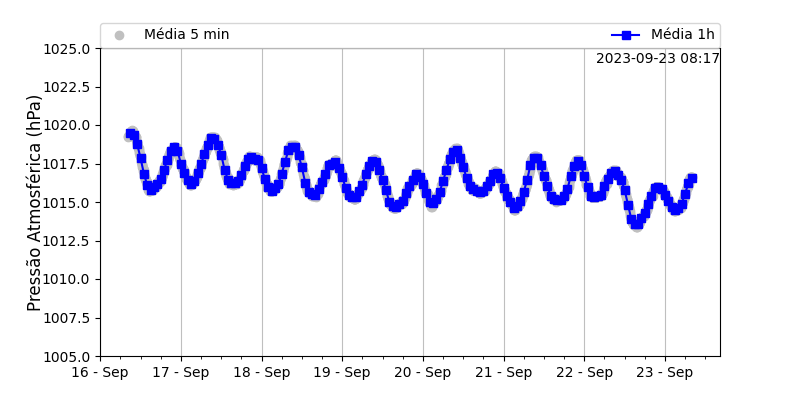 Média 5 min
Média 1h
2023-09-23 08:17
Pressão Atmosférica (hPa)
1025.0
1022.5
1020.0
1017.5
1015.0
1012.5
1010.0
1007.5
1005.0
16 - Sep
17 - Sep
18 - Sep
19 - Sep
20 - Sep
21 - Sep
22 - Sep
23 - Sep